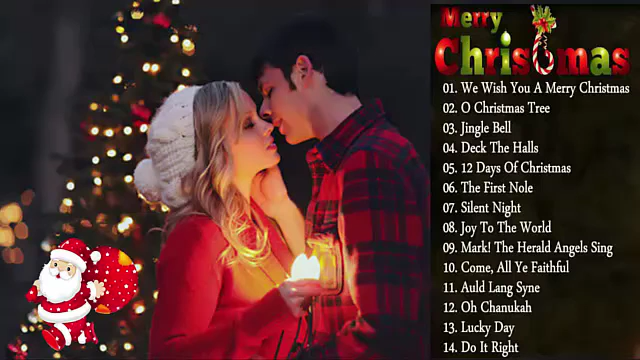 Merry
Christmas
01. We Wish You A Merry Christmas
02. O Christmas Tree
03. Jingle Bell
04. Deck The Halls
05. 12 Days Of Christmas
06. The First Nole
07. Silent Night
08. Joy To The World
09. Mark! The Herald Angels Sing
10. Come, All Ye Faithful
11. Auld Lang Syne
12. Oh Chanukah
13. Lucky Day
14. Do It Right